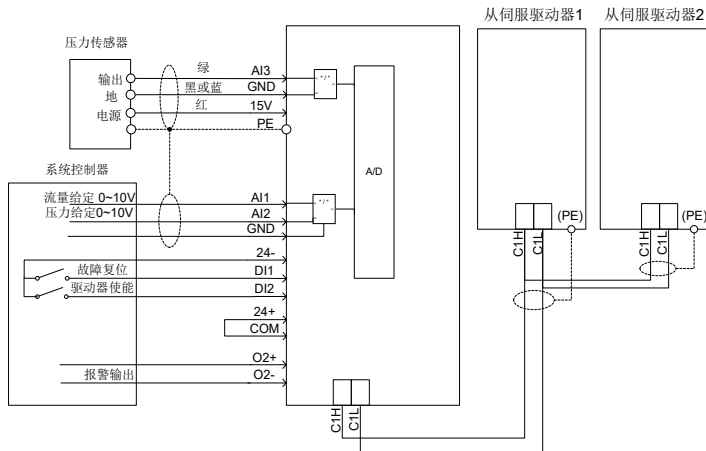 从伺服驱动器1
从伺服驱动器2
压力传感器
输出
绿
AI3
地
黑或蓝
GND
电源
红
15V
PE
A/D
系统控制器
流量给定 0~10V
AI1
压力给定0~10V
AI2
GND
24-
故障复位
DI1
驱动器使能
DI2
24+
COM
O2+
报警输出
O2-
C1H
C1L
C1H
C1L
(PE)
C1H
C1L
(PE)